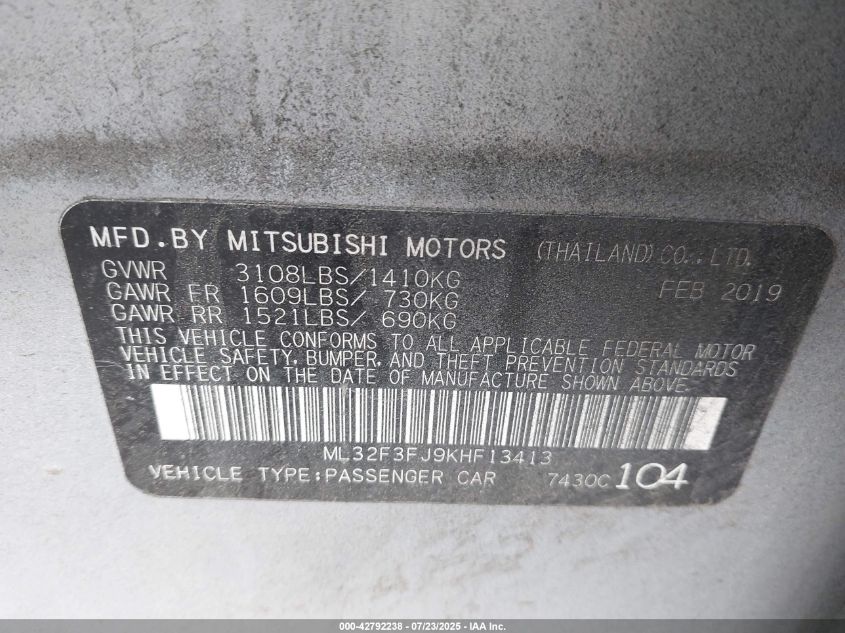 MFD.BY MITSUBISHI MOTORS (THAILAND) CO.,LTD.
GVWR 3108LBS/1410KG FEB 2019
GAWR FR 1609LBS/ 730KG
GAWR RR 1521LBS/ 690KG
THIS VEHICLE CONFORMS TO ALL APPLICABLE FEDERAL MOTOR
VEHICLE SAFETY, BUMPER, AND THEFT PREVENTION STANDARDS
IN EFFECT ON THE DATE OF MANUFACTURE SHOWN ABOVE.
ML32F3FJ9KHF13413
VEHICLE TYPE:PASSENGER CAR 7430C 104
000-42792238 - 07/23/2025 - IAA Inc.